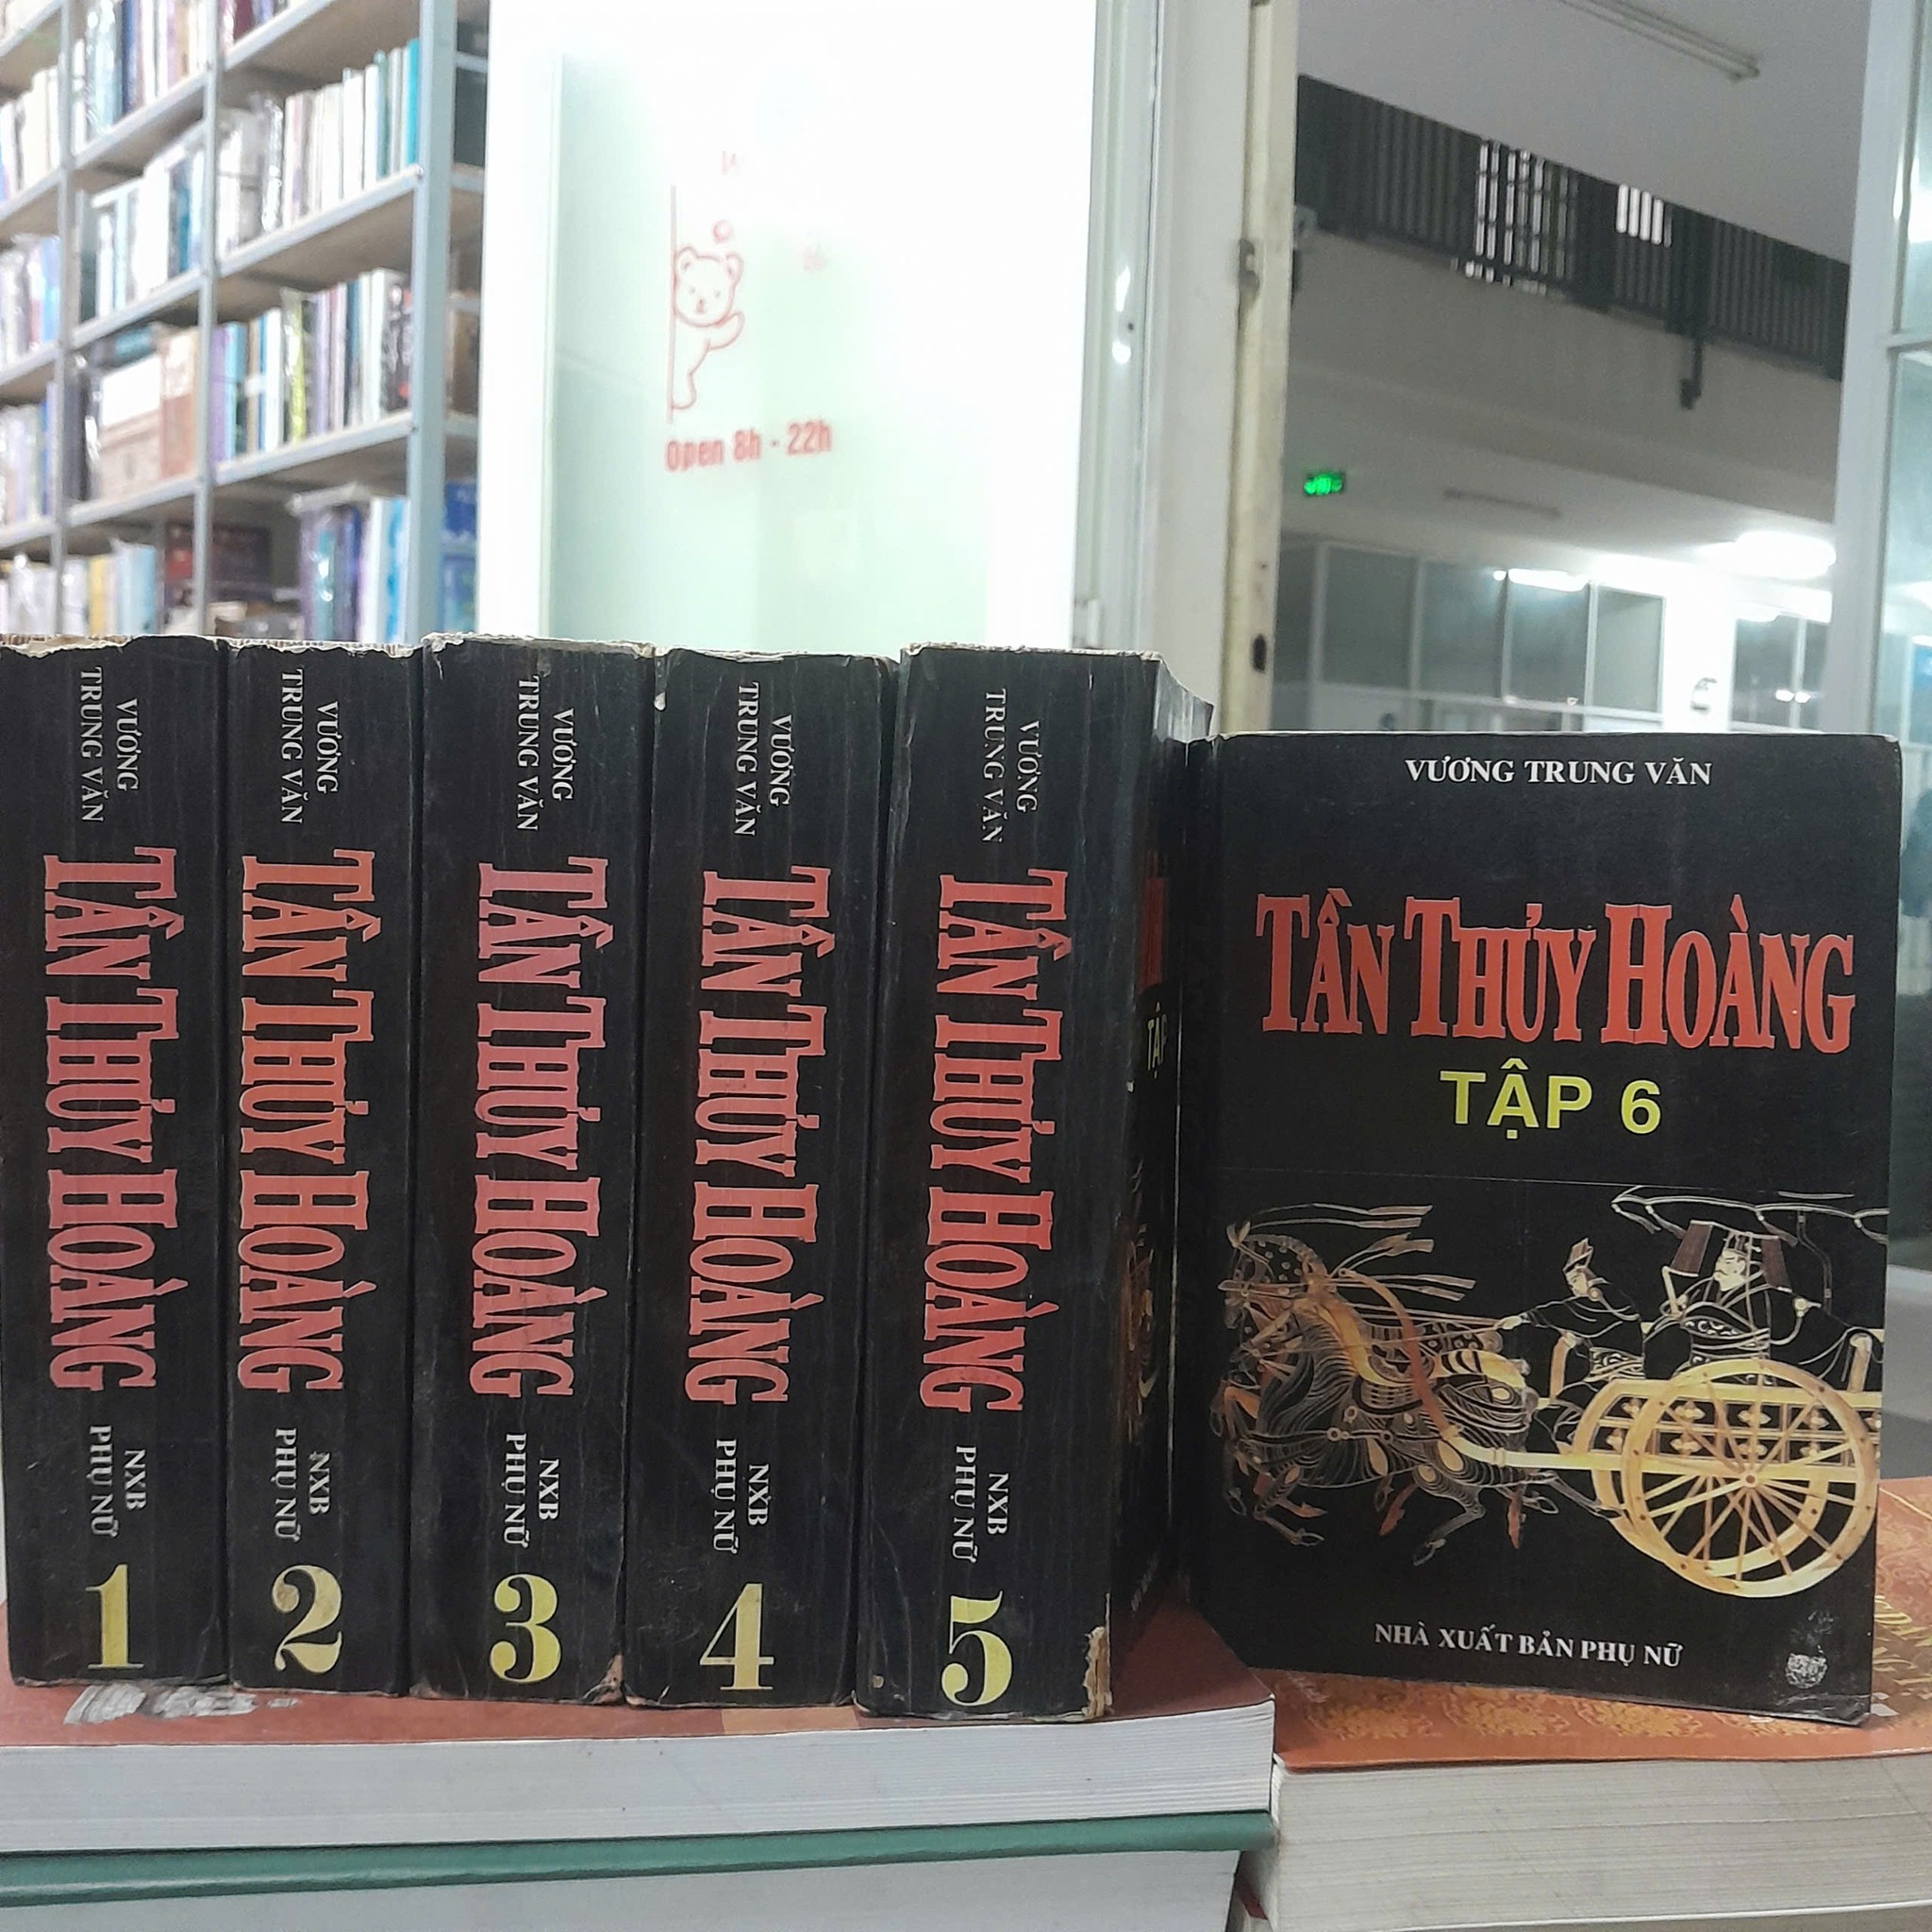 Open 8h - 22h
VƯƠNG
TRUNG VĂN
TẦN THỦY HOÀNG
NXB
PHỤ NỮ
1
VƯƠNG
TRUNG VĂN
TẦN THỦY HOÀNG
NXB
PHỤ NỮ
2
VƯƠNG
TRUNG VĂN
TẦN THỦY HOÀNG
NXB
PHỤ NỮ
3
VƯƠNG
TRUNG VĂN
TẦN THỦY HOÀNG
NXB
PHỤ NỮ
4
VƯƠNG
TRUNG VĂN
TẦN THỦY HOÀNG
NXB
PHỤ NỮ
5
TẬP
VƯƠNG TRUNG VĂN
TẦN THỦY HOÀNG
TẬP 6
NHÀ XUẤT BẢN PHỤ NỮ